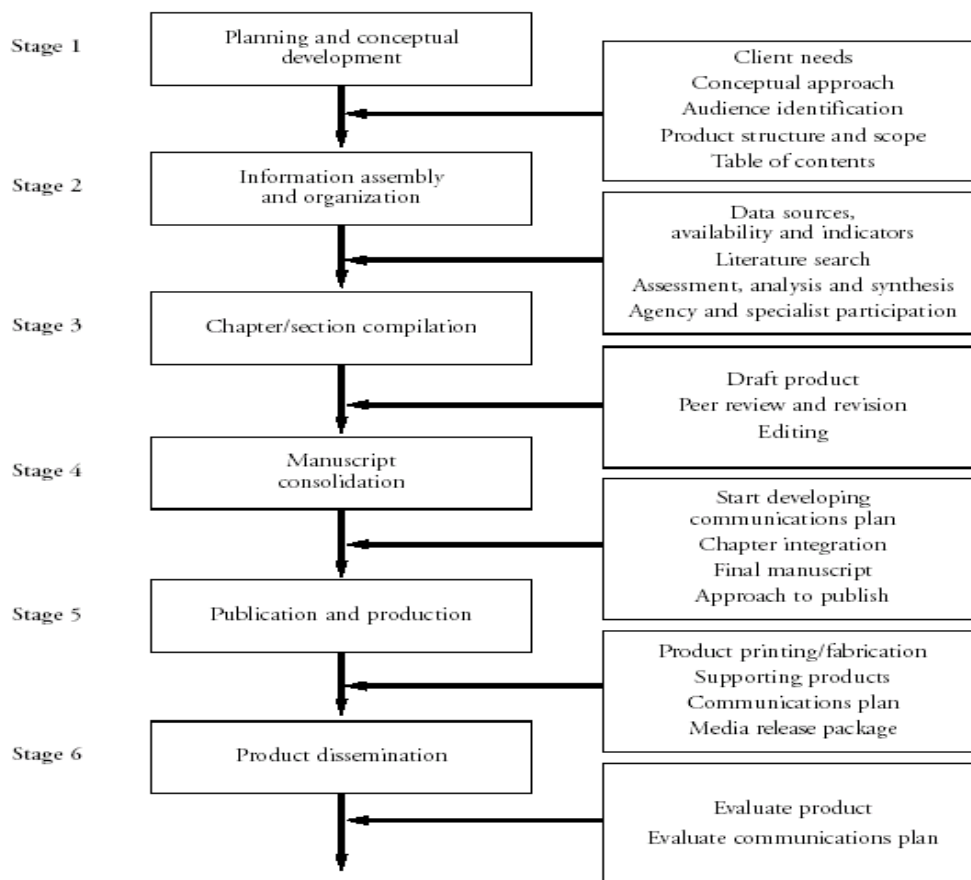 Stage 1
Planning and conceptual
development
Client needs
Conceptual approach
Audience identification
Product structure and scope
Table of contents
Stage 2
Information assembly
and organization
Data sources,
availability and indicators
Literature search
Assessment, analysis and synthesis
Agency and specialist participation
Stage 3
Chapter/section compilation
Draft product
Peer review and revision
Editing
Stage 4
Manuscript
consolidation
Start developing
communications plan
Chapter integration
Final manuscript
Approach to publish
Stage 5
Publication and production
Product printing/fabrication
Supporting products
Communications plan
Media release package
Stage 6
Product dissemination
Evaluate product
Evaluate communications plan